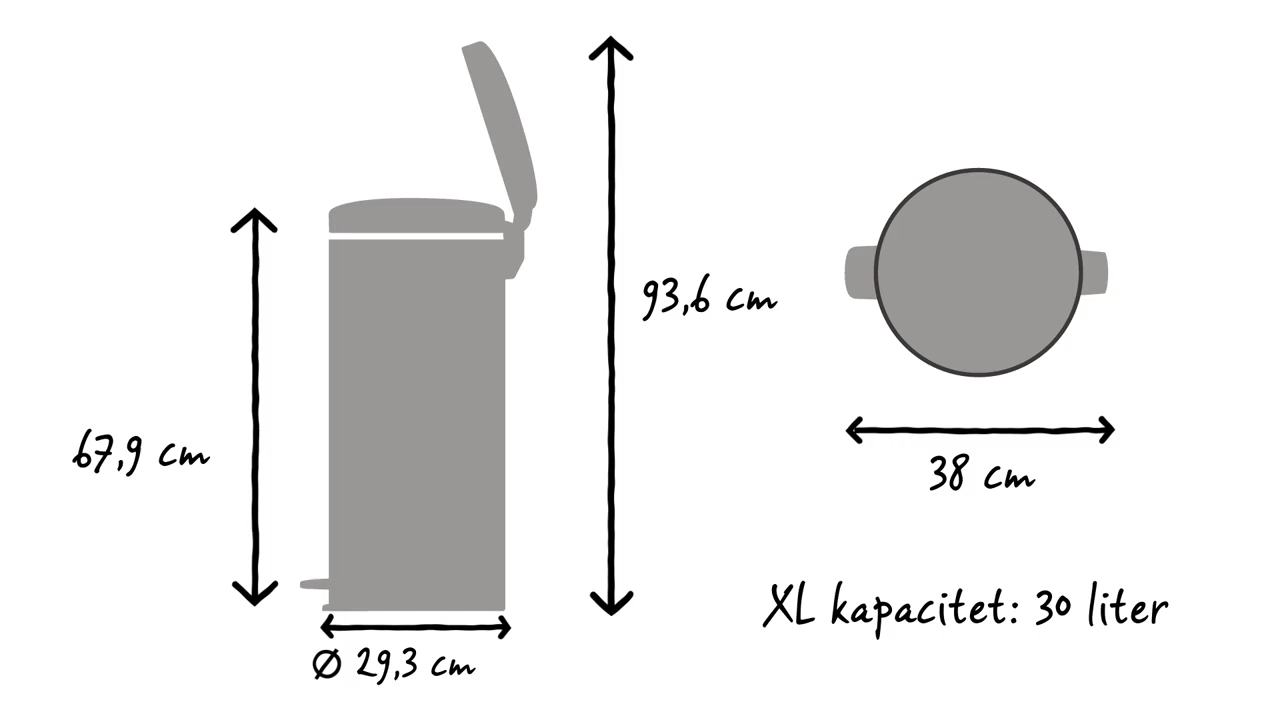 93,6 cm
67,9 cm
38 cm
XL kapacitet: 30 liter
Ø 29,3 cm